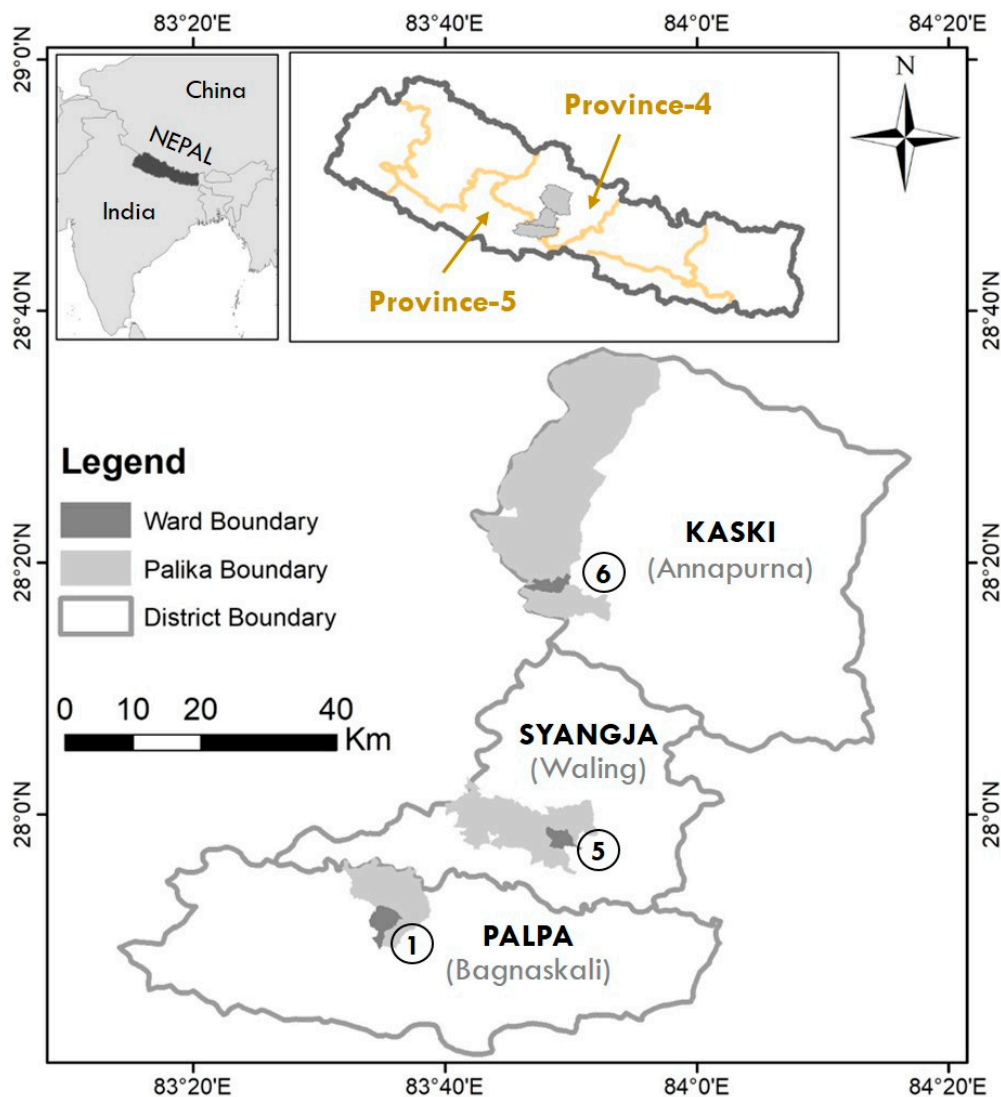 83°20'E 83°40'E 84°0'E 84°20'E
29°0'N
28°40'N
28°20'N
28°0'N
China
NEPAL
India
Province-4
Province-5
N
29°0'N
28°40'N
28°20'N
28°0'N
Legend
Ward Boundary
Palika Boundary
District Boundary
0 10 20 40
Km
KASKI
(Annapurna)
6
SYANGJA
(Waling)
5
PALPA
(Bagnaskali)
1
83°20'E 83°40'E 84°0'E 84°20'E